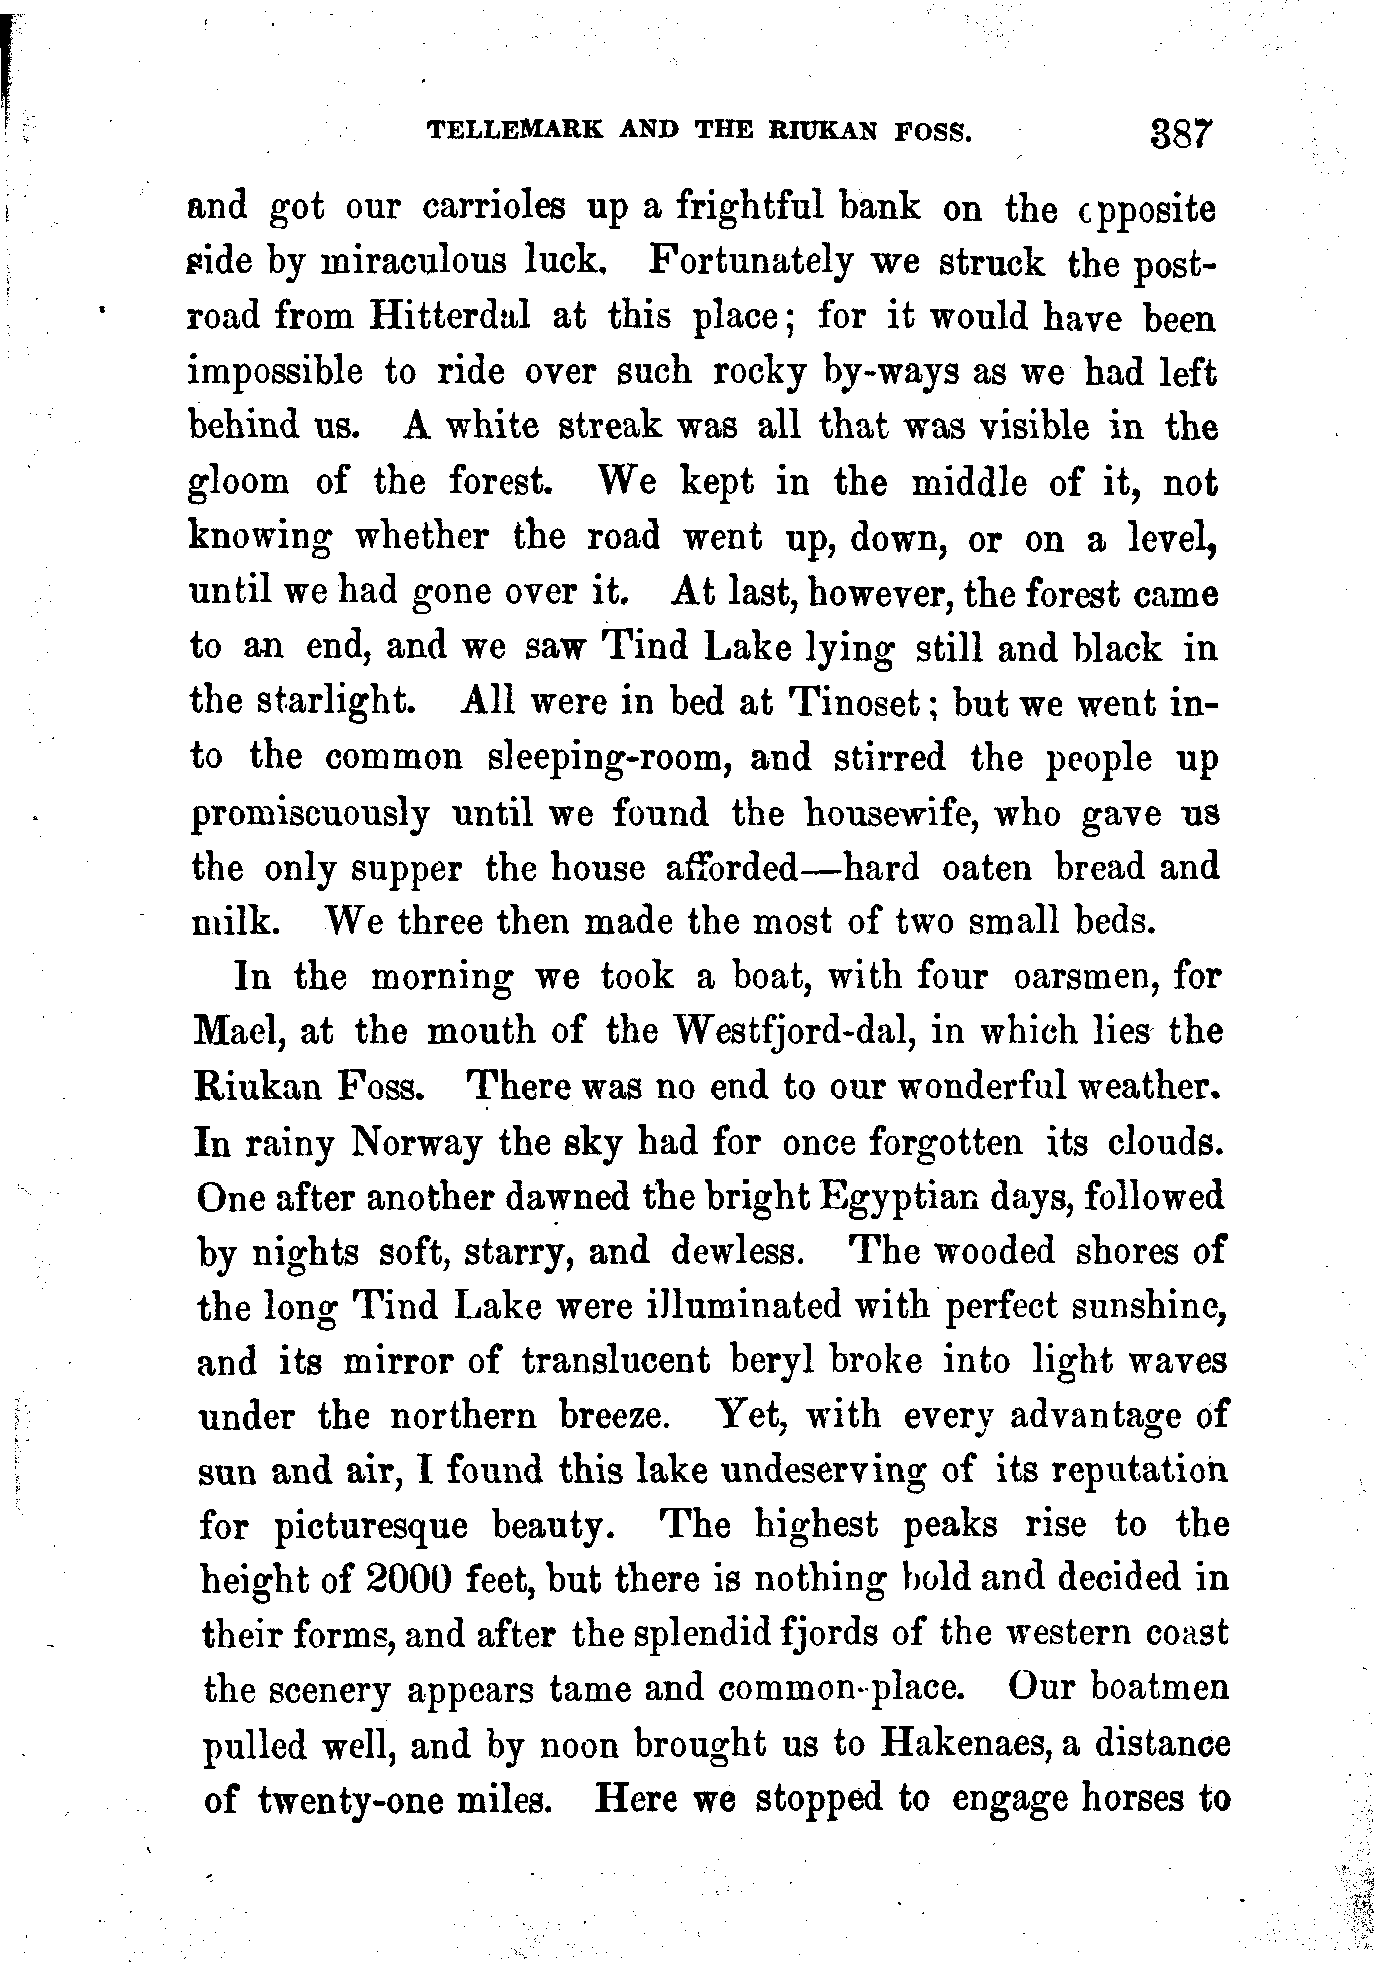 TELLEMARK AND THE RIUKAN FOSS. 387
and got our carrioles up a frightful bank on the opposite
side by miraculous luck. Fortunately we struck the post-
road from Hitterdal at this place; for it would have been
impossible to ride over such rocky by-ways as we had left
behind us. A white streak was all that was visible in the
gloom of the forest. We kept in the middle of it, not
knowing whether the road went up, down, or on a level,
until we had gone over it. At last, however, the forest came
to an end, and we saw Tind Lake lying still and black in
the starlight. All were in bed at Tinoset; but we went in-
to the common sleeping-room, and stirred the people up
promiscuously until we found the housewife, who gave us
the only supper the house afforded—hard oaten bread and
milk. We three then made the most of two small beds.
In the morning we took a boat, with four oarsmen, for
Mael, at the mouth of the Westfjord-dal, in which lies the
Riukan Foss. There was no end to our wonderful weather.
In rainy Norway the sky had for once forgotten its clouds.
One after another dawned the bright Egyptian days, followed
by nights soft, starry, and dewless. The wooded shores of
the long Tind Lake were illuminated with perfect sunshine,
and its mirror of translucent beryl broke into light waves
under the northern breeze. Yet, with every advantage of
sun and air, I found this lake undeserving of its reputation
for picturesque beauty. The highest peaks rise to the
height of 2000 feet, but there is nothing bold and decided in
their forms, and after the splendid fjords of the western coast
the scenery appears tame and common-place. Our boatmen
pulled well, and by noon brought us to Hakenaes, a distance
of twenty-one miles. Here we stopped to engage horses to